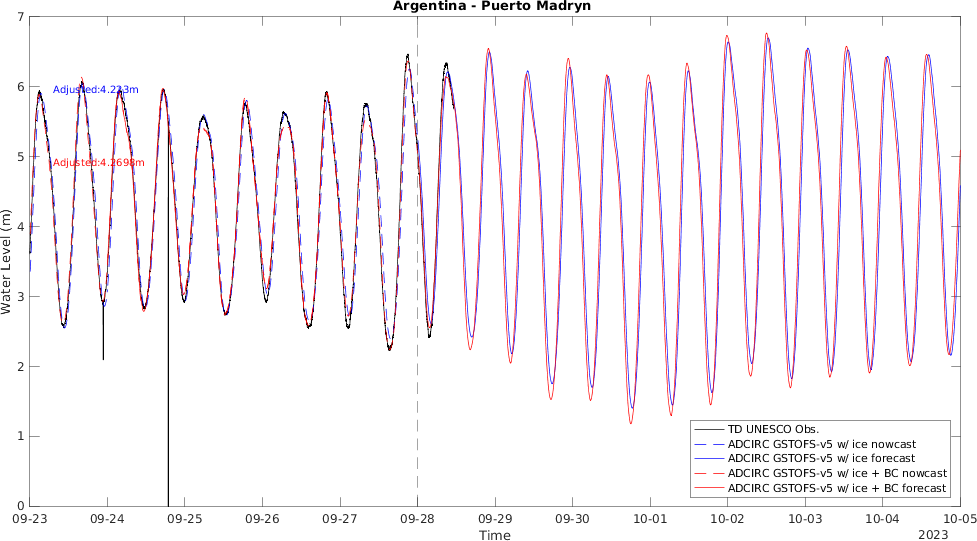 Argentina - Puerto Madryn
7
6
5
4
3
2
1
0
Water Level (m)
Adjusted:4.233m
Adjusted:4.2698m
TD UNESCO Obs.
ADCIRC GSTOFS-v5 w/ ice nowcast
ADCIRC GSTOFS-v5 w/ ice forecast
ADCIRC GSTOFS-v5 w/ ice + BC nowcast
ADCIRC GSTOFS-v5 w/ ice + BC forecast
09-23 09-24 09-25 09-26 09-27 09-28 09-29 09-30 10-01 10-02 10-03 10-04 10-05
Time
2023